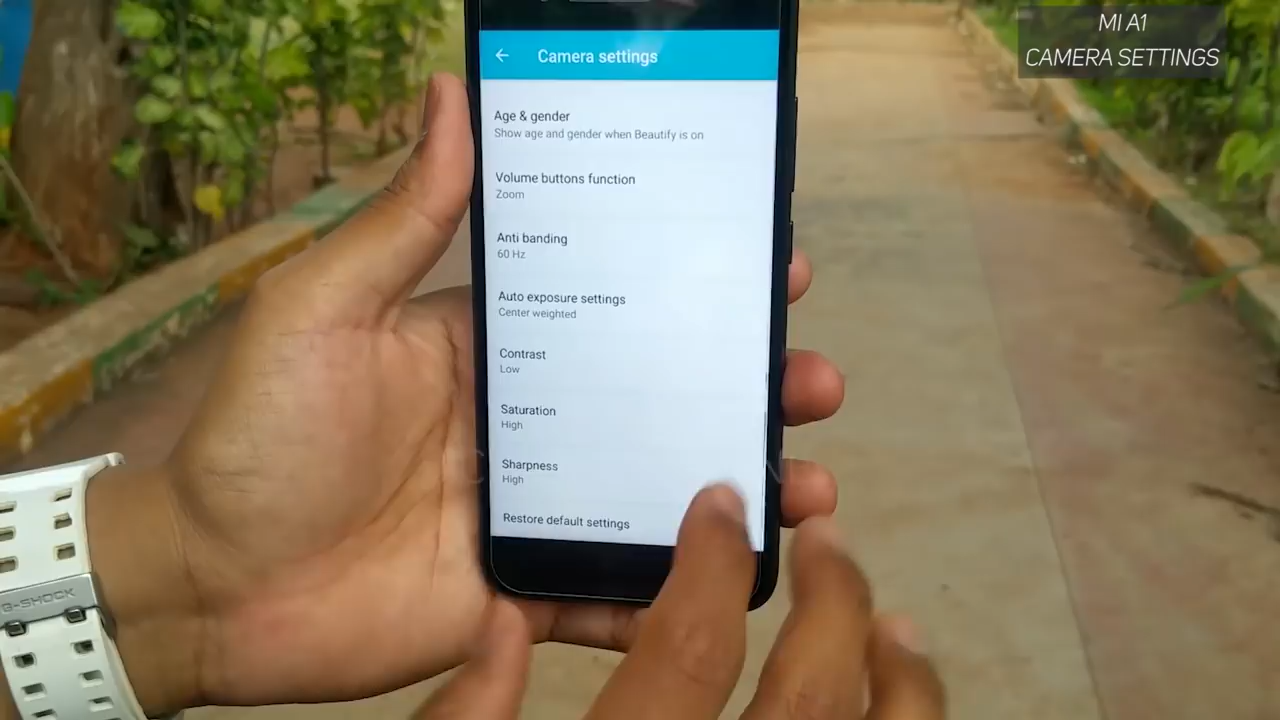 MI A1
CAMERA SETTINGS
Camera settings
Age & gender
Show age and gender when Beautify is on
Volume buttons function
Zoom
Anti banding
60 Hz
Auto exposure settings
Center weighted
Contrast
Low
Saturation
High
Sharpness
High
Restore default settings
G-SHOCK